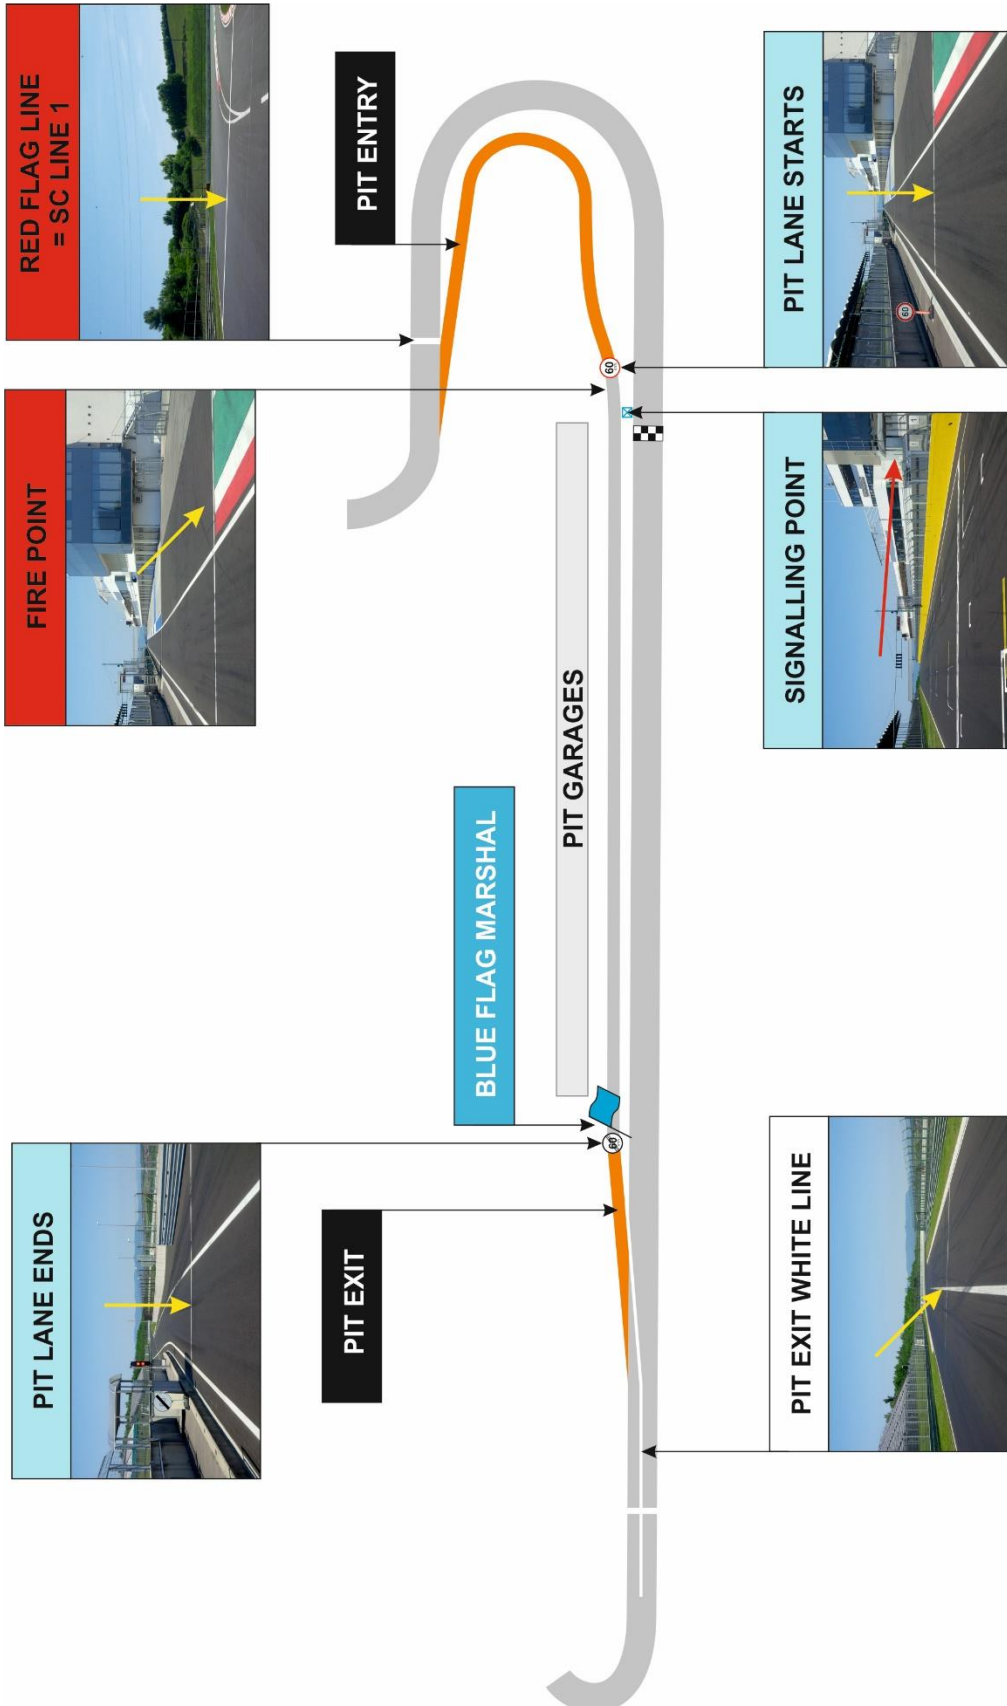 RED FLAG LINE
= SC LINE 1
PIT ENTRY
PIT LANE STARTS
60
60
FIRE POINT
SIGNALLING POINT
PIT GARAGES
BLUE FLAG MARSHAL
60
PIT LANE ENDS
PIT EXIT
PIT EXIT WHITE LINE